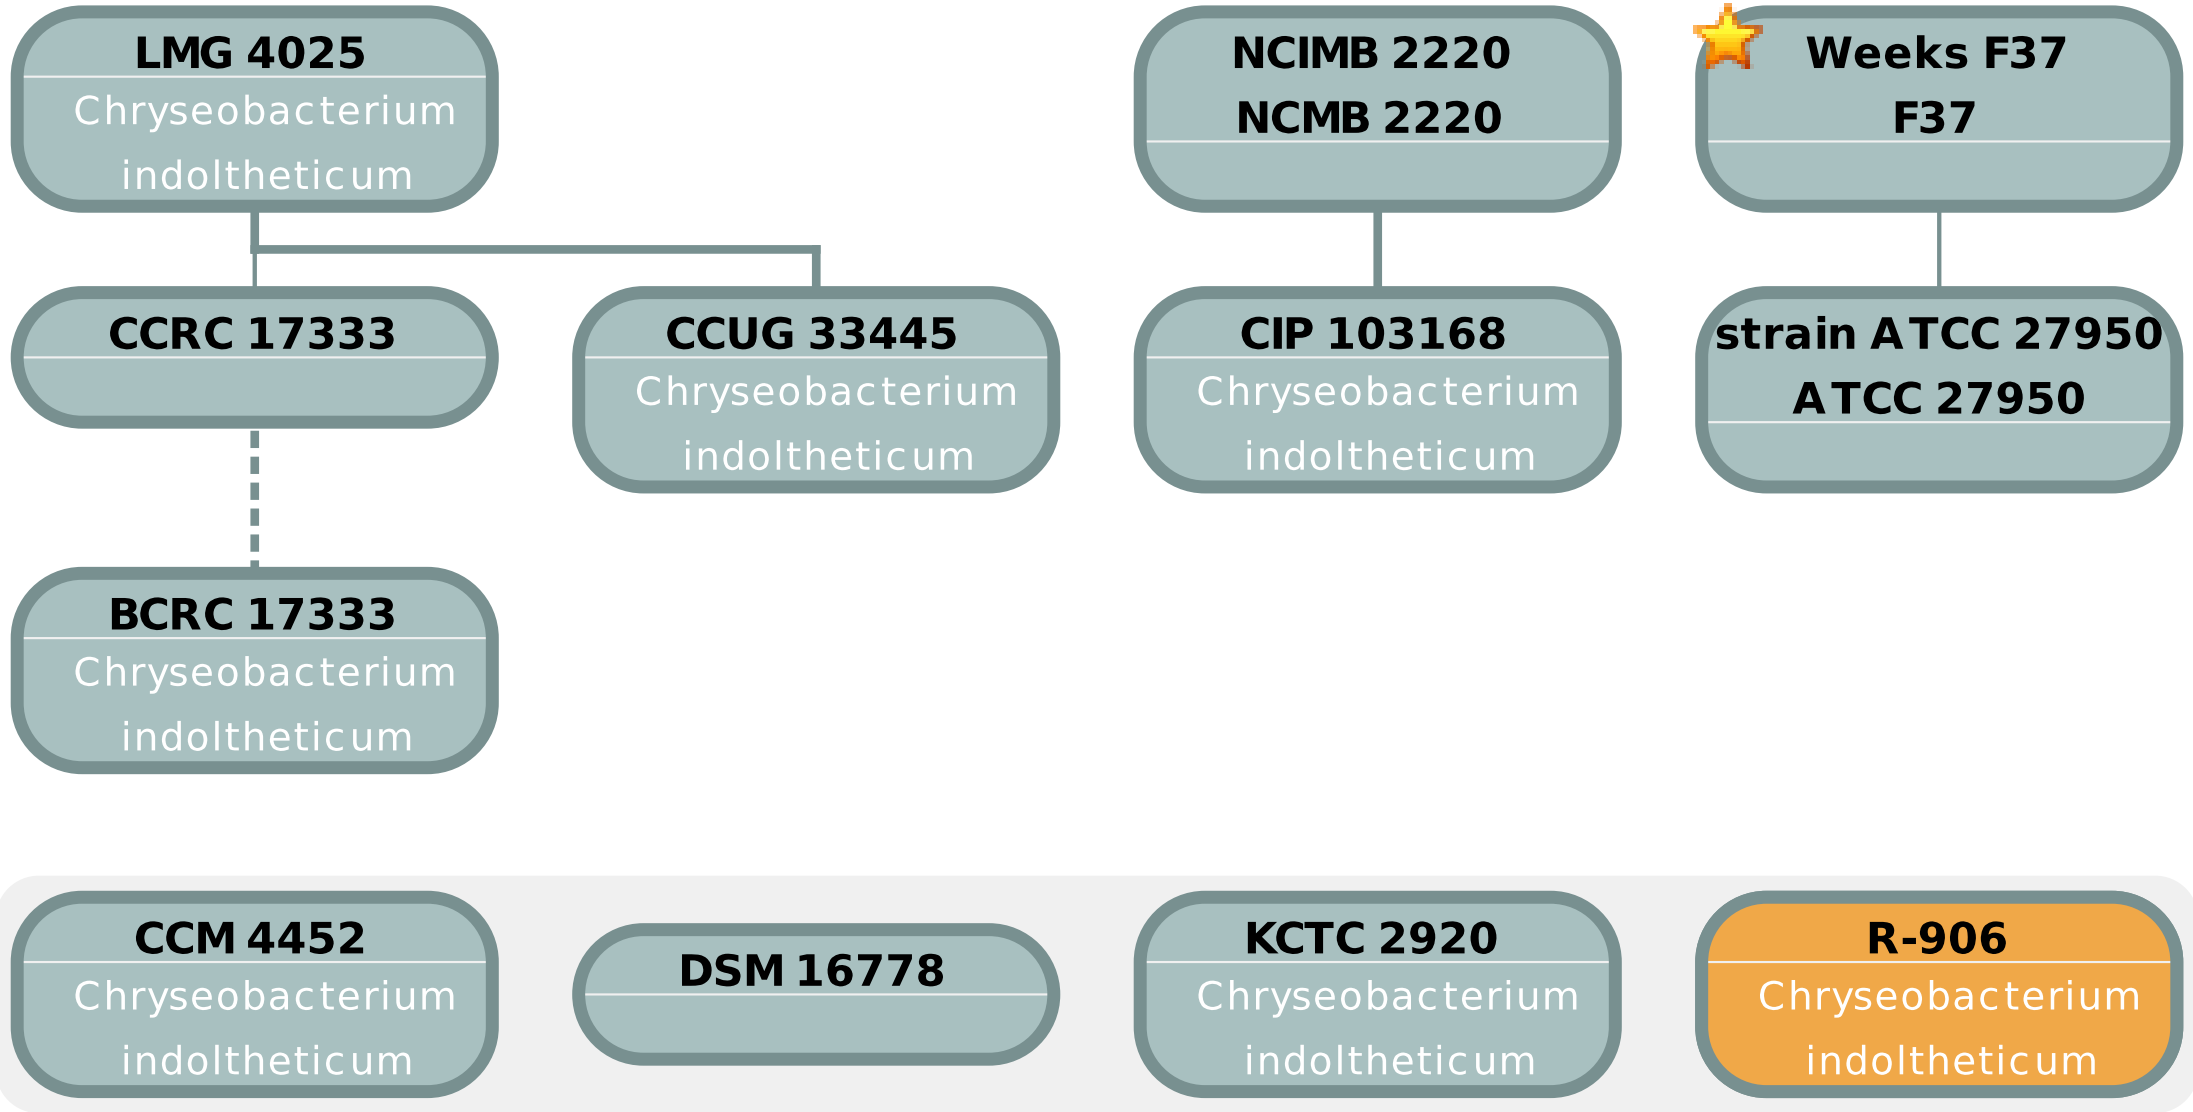 LMG 4025
Chryseobacterium
indoltheticum
NCIMB 2220
NCMB 2220
Weeks F37
F37
CCRC 17333
CCUG 33445
Chryseobacterium
indoltheticum
CIP 103168
Chryseobacterium
indoltheticum
strain ATCC 27950
ATCC 27950
BCRC 17333
Chryseobacterium
indoltheticum
CCM 4452
Chryseobacterium
indoltheticum
DSM 16778
KCTC 2920
Chryseobacterium
indoltheticum
R-906
Chryseobacterium
indoltheticum